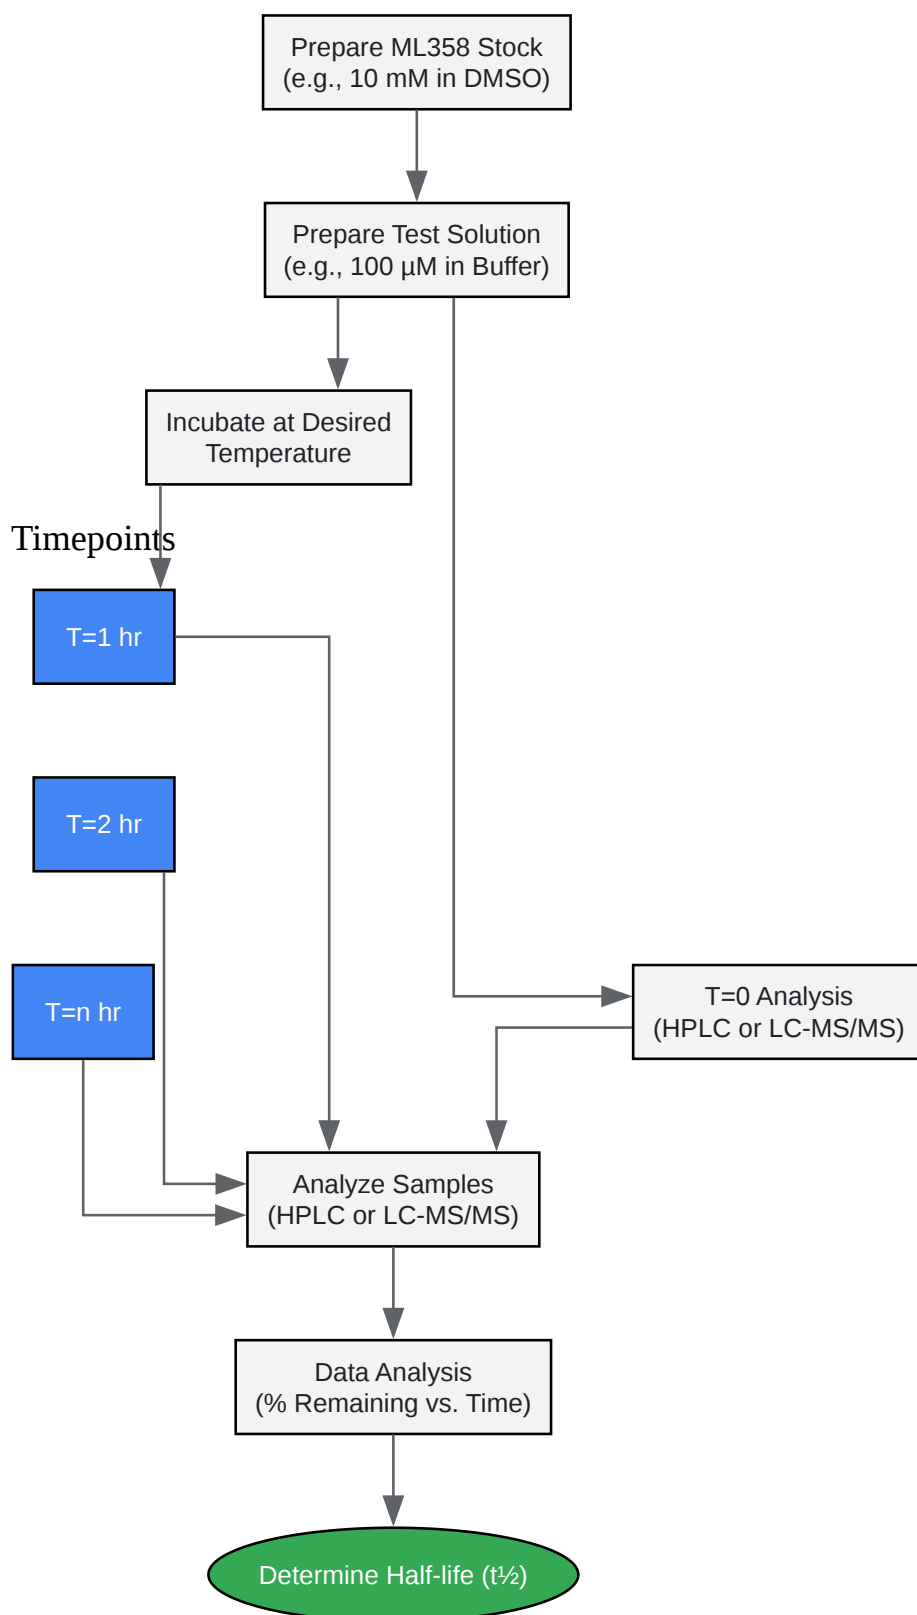 Prepare ML358 Stock
(e.g., 10 mM in DMSO)
Prepare Test Solution
(e.g., 100 µM in Buffer)
Incubate at Desired
Temperature
Timepoints
T=1 hr
T=2 hr
T=n hr
T=0 Analysis
(HPLC or LC-MS/MS)
Analyze Samples
(HPLC or LC-MS/MS)
Data Analysis
(% Remaining vs. Time)
Determine Half-life (t½)